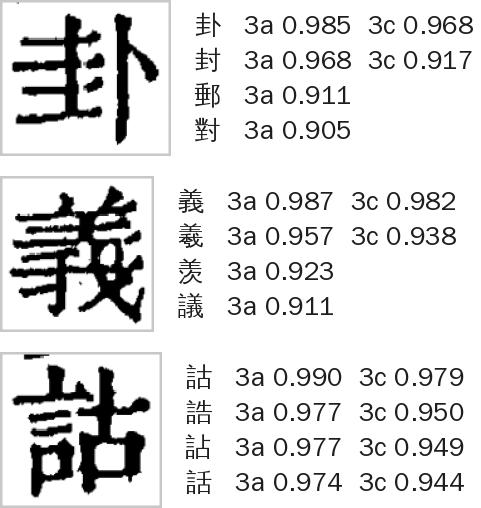 卦
卦 3a 0.985 3c 0.968
封 3a 0.968 3c 0.917
郵 3a 0.911
對 3a 0.905
義
義 3a 0.987 3c 0.982
羲 3a 0.957 3c 0.938
羨 3a 0.923
議 3a 0.911
詁
詁 3a 0.990 3c 0.979
誥 3a 0.977 3c 0.950
詀 3a 0.977 3c 0.949
話 3a 0.974 3c 0.944